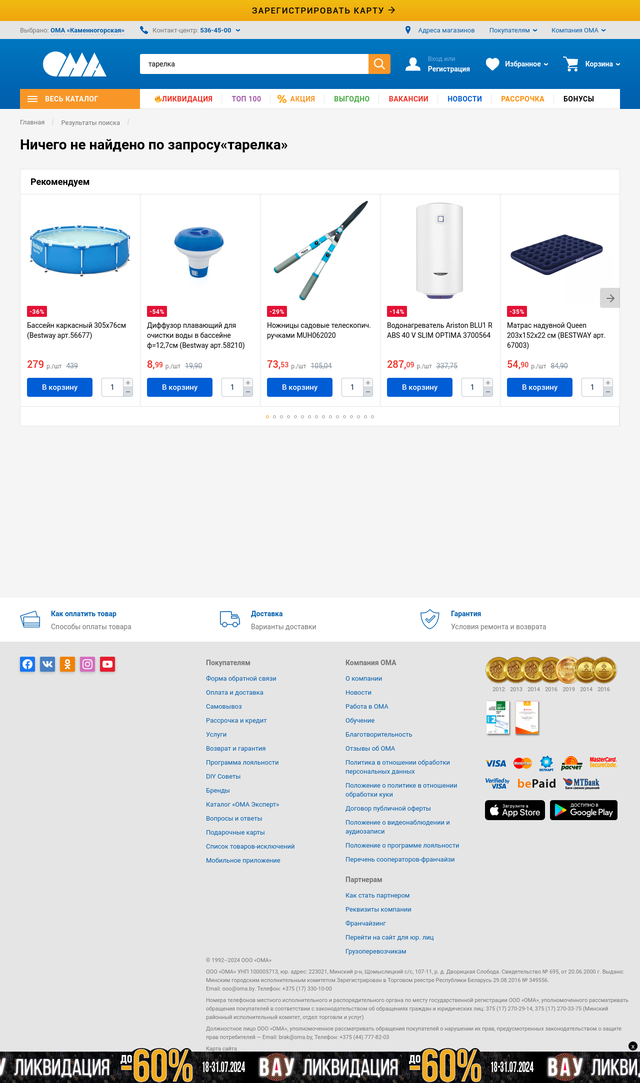 ЗАРЕГИСТРИРОВАТЬ КАРТУ →
Выбрано: ОМА «Каменногорская»
Контакт-центр: 536-45-00
Адреса магазинов
Покупателям
Компания ОМА
ОМА
тарелка
Вход или
Регистрация
Избранное
Корзина
ВЕСЬ КАТАЛОГ
ЛИКВИДАЦИЯ
ТОП 100
% АКЦИЯ
ВЫГОДНО
ВАКАНСИИ
НОВОСТИ
РАССРОЧКА
БОНУСЫ
Главная / Результаты поиска /
Ничего не найдено по запросу«тарелка»
Рекомендуем
-36%
Бассейн каркасный 305х76см
(Bestway арт.56677)
279 р./шт 439
В корзину
1
-54%
Диффузор плавающий для
очистки воды в бассейне
ф=12,7см (Bestway арт.58210)
8,99 р./шт 19,90
В корзину
1
-29%
Ножницы садовые телескопич.
ручками MUH062020
73,53 р./шт 105,04
В корзину
1
-14%
Водонагреватель Ariston BLU1 R
ABS 40 V SLIM OPTIMA 3700564
287,09 р./шт 337,75
В корзину
1
-35%
Матрас надувной Queen
203х152х22 см (BESTWAY арт.
67003)
54,90 р./шт 84,90
В корзину
1
Как оплатить товар
Способы оплаты товара
Доставка
Варианты доставки
Гарантия
Условия ремонта и возврата
Покупателям
Форма обратной связи
Оплата и доставка
Самовывоз
Рассрочка и кредит
Услуги
Возврат и гарантия
Программа лояльности
DIY Советы
Бренды
Каталог «ОМА Эксперт»
Вопросы и ответы
Подарочные карты
Список товаров-исключений
Мобильное приложение
Компания ОМА
О компании
Новости
Работа в ОМА
Обучение
Благотворительность
Отзывы об ОМА
Политика в отношении обработки
персональных данных
Положение о политике в отношении
обработки куки
Договор публичной оферты
Положение о видеонаблюдении и
аудиозаписи
Положение о программе лояльности
Перечень сооператоров-франчайзи
Партнерам
Как стать партнером
Реквизиты компании
Франчайзинг
Перейти на сайт для юр. лиц
Грузоперевозчикам
2012 2013 2014 2016 2019 2014 2016
VISA
MasterCard
БЕЛКАРТ
расчет
MasterCard.
SecureCode.
Verified by
VISA
bePaid
МТБанк
Загрузите в
App Store
ДОСТУПНО В
Google Play
© 1992–2024 ООО «ОМА»
ООО «ОМА» УНП 100005713, юр. адрес: 223021, Минский р-н, Щомыслицкий с/с, 107-11, р. д. Дворицкая Слобода. Свидетельство № 695, от 20.06.2000 г. Выдано:
Минским городским исполнительным комитетом Зарегистрирован в Торговом реестре Республики Беларусь 29.08.2016 № 349556.
Email: ooo@oma.by. Телефон: +375 (17) 330-10-00
Номера телефонов местного исполнительного и распорядительного органа по месту государственной регистрации ООО «ОМА», уполномоченного рассматривать
обращения покупателей в соответствии с законодательством об обращениях граждан и юридических лиц: 375 (17) 270-29-14, 375 (17) 270-33-75 (Минский
районный исполнительный комитет, отдел торговли и услуг)
Должностное лицо ООО «ОМА», уполномоченное рассматривать обращения покупателей о нарушении их прав, предусмотренных законодательством о защите
прав потребителей — Email: brak@oma.by, Телефон: +375 (44) 777-82-03
Карта сайта
x
У ЛИКВИДАЦИЯ ДО -60% 18-31.07.2024 ВАУ ЛИКВИДАЦИЯ ДО -60% 18-31.07.2024 ВАУ ЛИКВИ